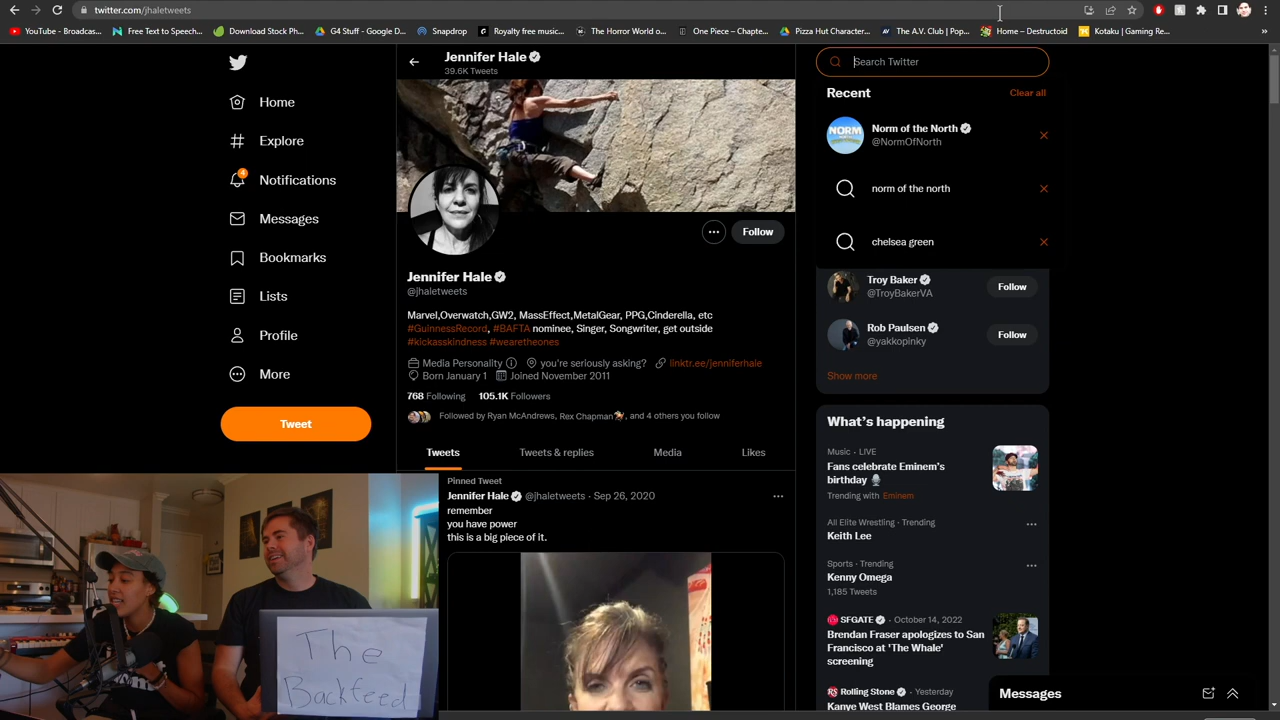 twitter.com/jhaletweets
YouTube - Broadcas...
Free Text to Speech...
Download Stock Ph...
G4 Stuff - Google D...
Snapdrop
Royalty free music...
The Horror World o...
One Piece – Chapte...
Pizza Hut Character...
The A.V. Club | Pop...
Home - Destructoid
Kotaku | Gaming Re...
»
Home
Explore
4
Notifications
Messages
Bookmarks
Lists
Profile
More
Tweet
Jennifer Hale
39.6K Tweets
Follow
Jennifer Hale
@jhaletweets
Marvel,Overwatch,GW2, MassEffect,MetalGear, PPG,Cinderella, etc
#GuinnessRecord, #BAFTA nominee, Singer, Songwriter, get outside
#kickasskindness #wearetheones
Media Personality you're seriously asking? linktr.ee/jenniferhale
Born January 1 Joined November 2011
768 Following 105.1K Followers
Followed by Ryan McAndrews, Rex Chapman🏇, and 4 others you follow
Tweets Tweets & replies Media Likes
Pinned Tweet
Jennifer Hale @jhaletweets · Sep 26, 2020
remember
you have power
this is a big piece of it.
Search Twitter
Recent Clear all
NORM
Norm of the North
@NormOfNorth
norm of the north
chelsea green
Troy Baker
@TroyBakerVA
Follow
Rob Paulsen
@yakkopinky
Follow
Show more
What's happening
Music · LIVE
Fans celebrate Eminem's
birthday 🎙️
Trending with Eminem
All Elite Wrestling · Trending
Keith Lee
Sports · Trending
Kenny Omega
1,185 Tweets
SFGATE · October 14, 2022
Brendan Fraser apologizes to San
Francisco at 'The Whale'
screening
Rolling Stone · Yesterday
Kanye West Blames George
Messages
The
Backfeed